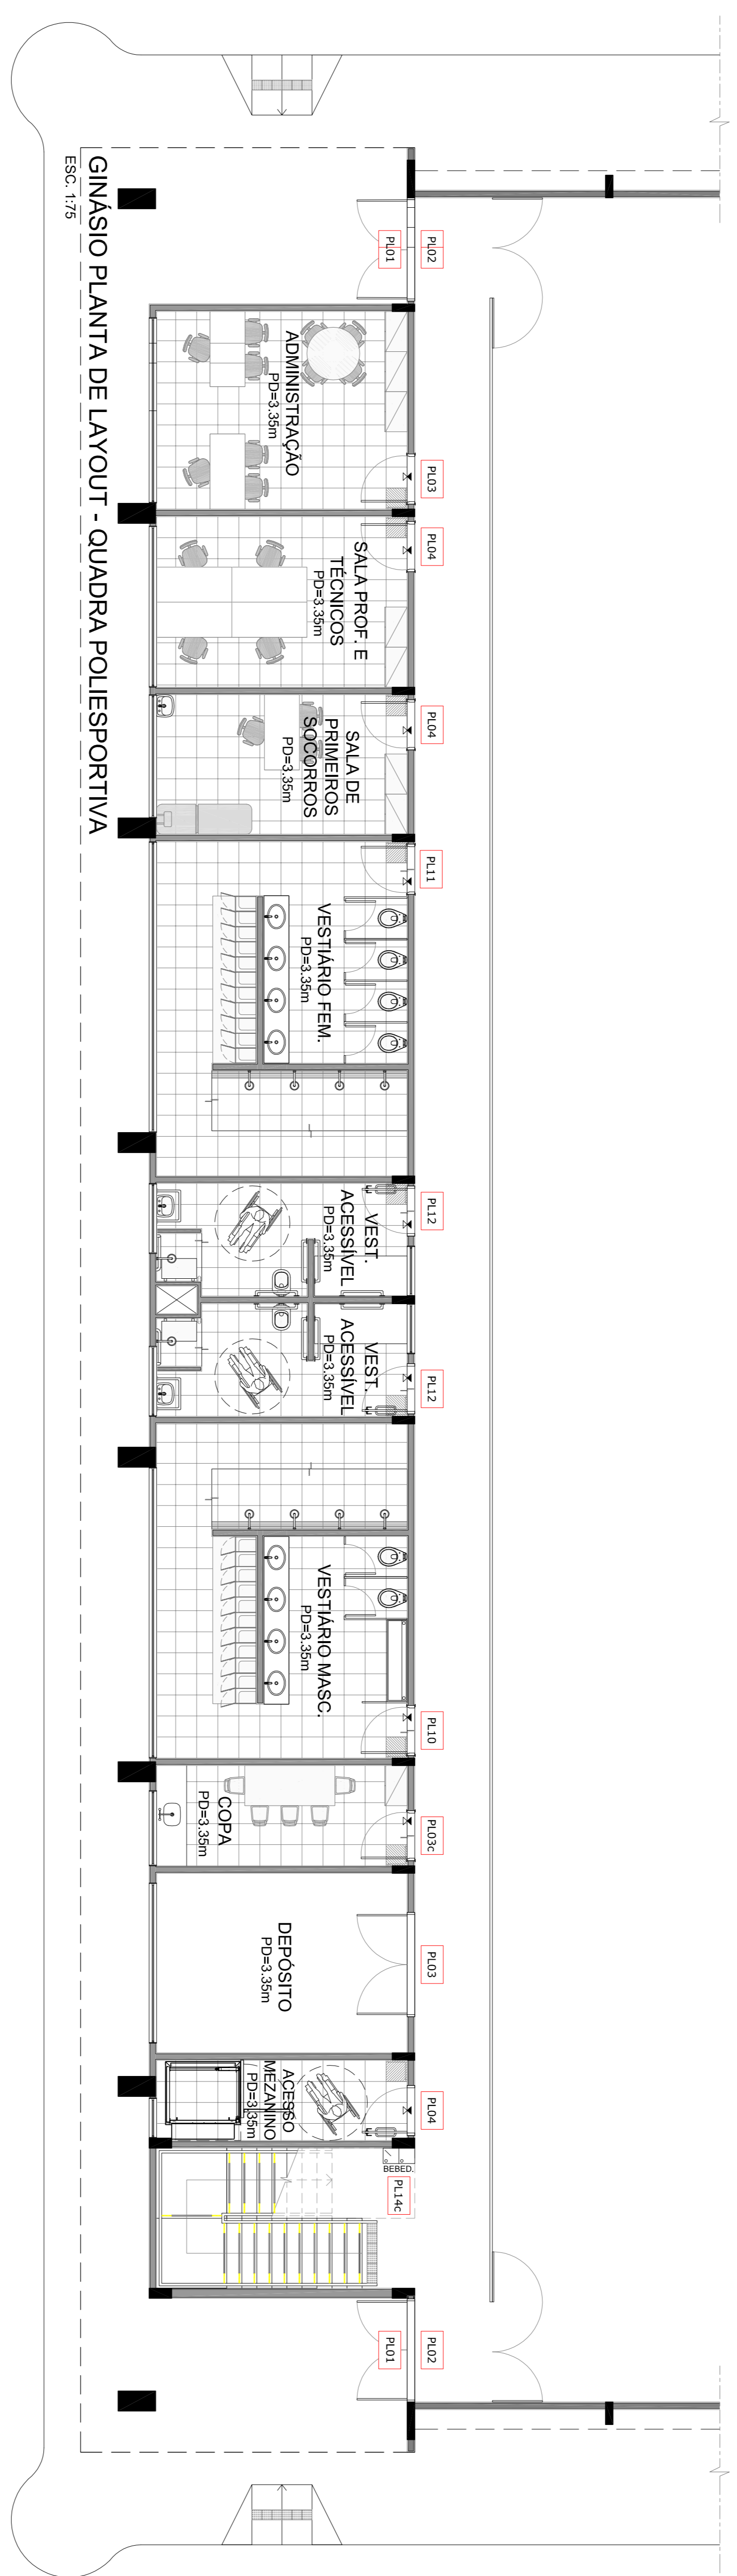 GINÁSIO PLANTA DE LAYOUT - QUADRA POLIESPORTIVA
ESC. 1:75
PL02
PL01
ADMINISTRAÇÃO
PD=3.35m
PL03
SALA PROF. E
TÉCNICOS
PD=3.35m
PL04
SALA DE
PRIMEIROS
SOCORROS
PD=3.35m
PL04
VESTIÁRIO FEM.
PD=3.35m
PL11
VEST.
ACESSÍVEL
PD=3.35m
PL12
VEST.
ACESSÍVEL
PD=3.35m
PL12
VESTIÁRIO MASC.
PD=3.35m
PL10
COPA
PD=3.35m
PL03c
DEPÓSITO
PD=3.35m
PL03
ACESSO
MEZANINO
PD=3.35m
PL04
BEBED.
PL14c
PL02
PL01